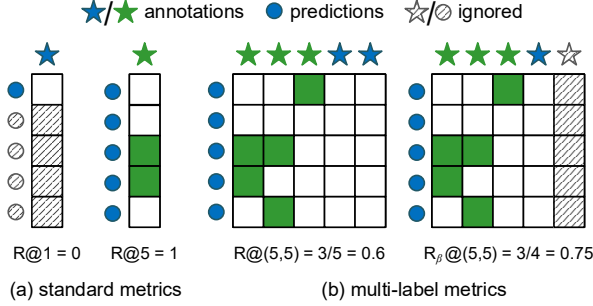 / annotations predictions / ignored
R@1 = 0 R@5 = 1 R@(5,5) = 3/5 = 0.6 Rβ@(5,5) = 3/4 = 0.75
(a) standard metrics (b) multi-label metrics